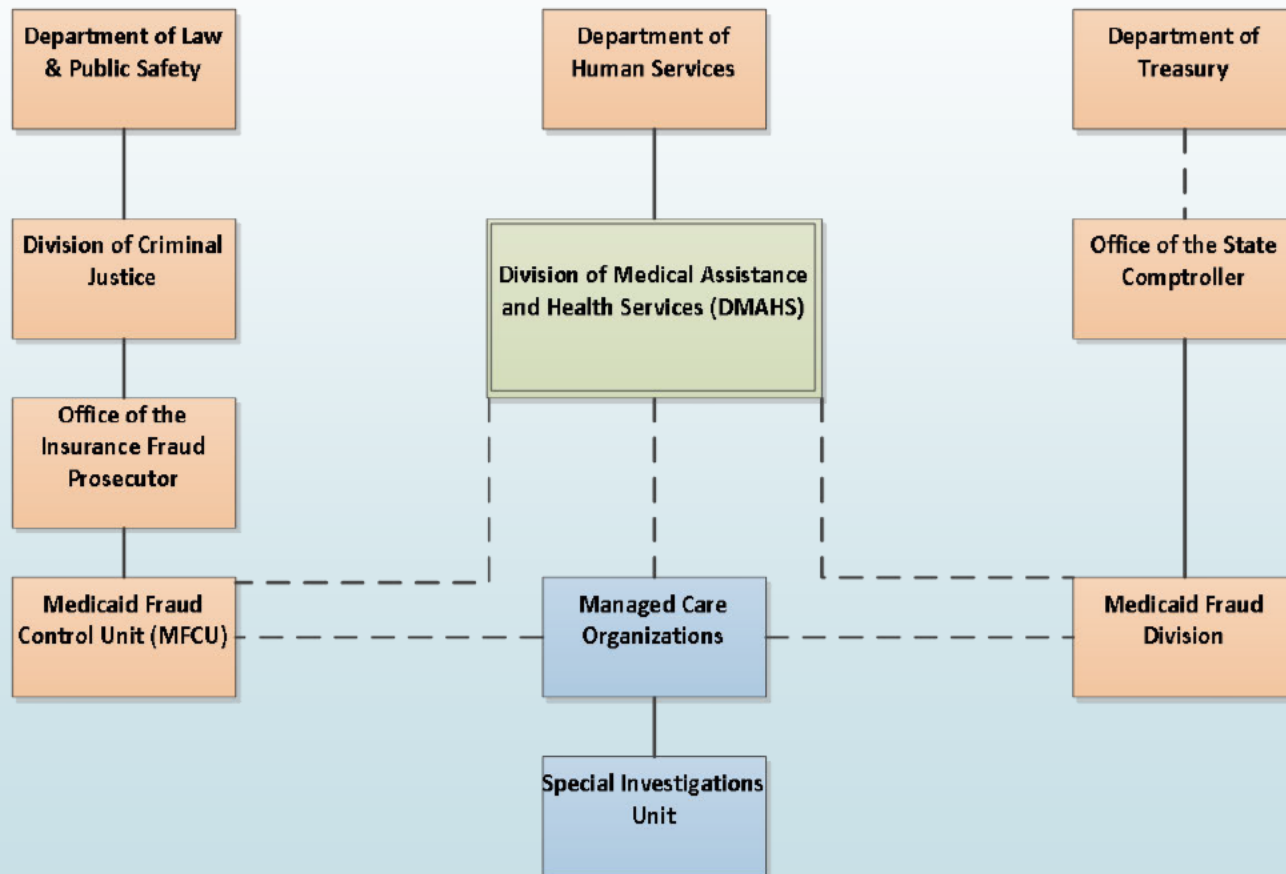 Department of Law
& Public Safety
Department of
Human Services
Department of
Treasury
Division of Criminal
Justice
Division of Medical Assistance
and Health Services (DMAHS)
Office of the State
Comptroller
Office of the
Insurance Fraud
Prosecutor
Medicaid Fraud
Control Unit (MFCU)
Managed Care
Organizations
Medicaid Fraud
Division
Special Investigations
Unit